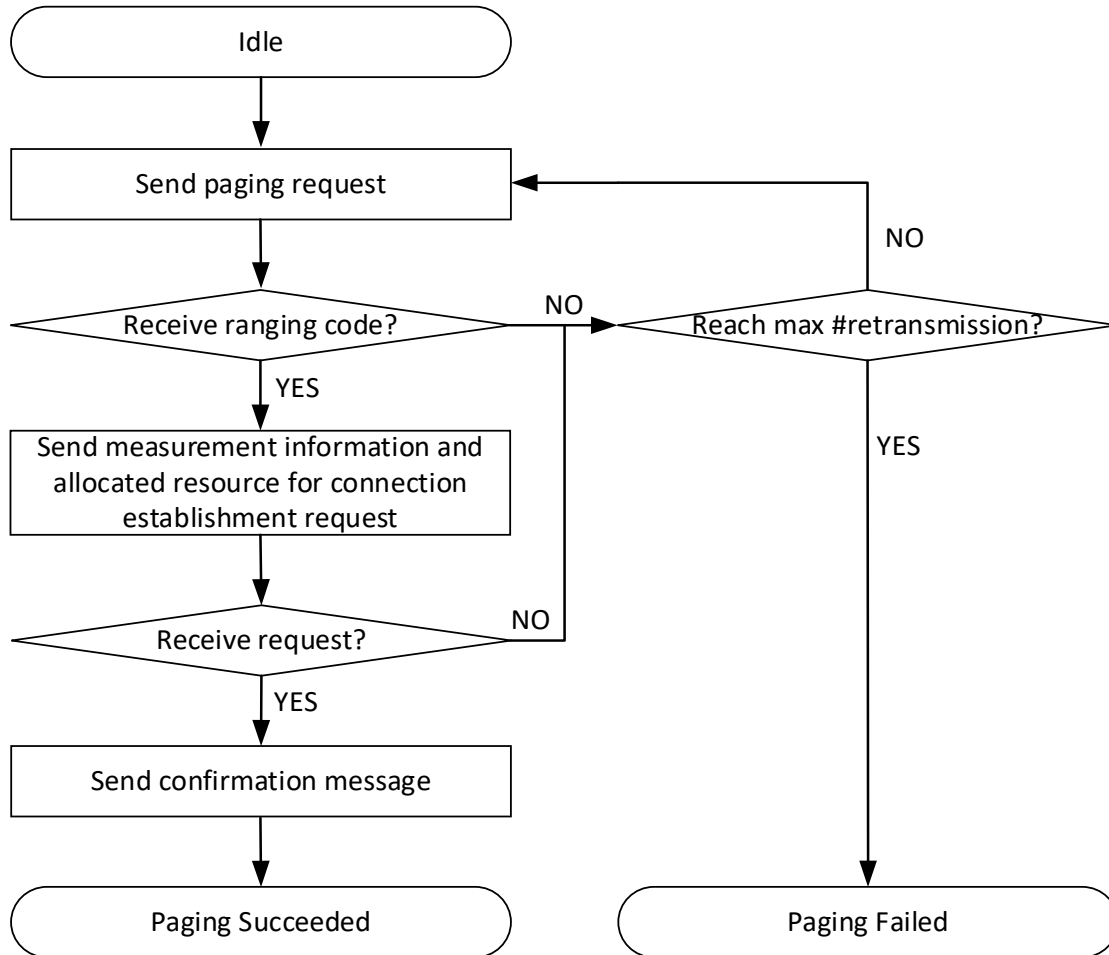 Idle
Send paging request
NO
Receive ranging code?
NO
Reach max #retransmission?
YES
Send measurement information and
allocated resource for connection
establishment request
YES
Receive request?
NO
YES
Send confirmation message
Paging Succeeded
Paging Failed